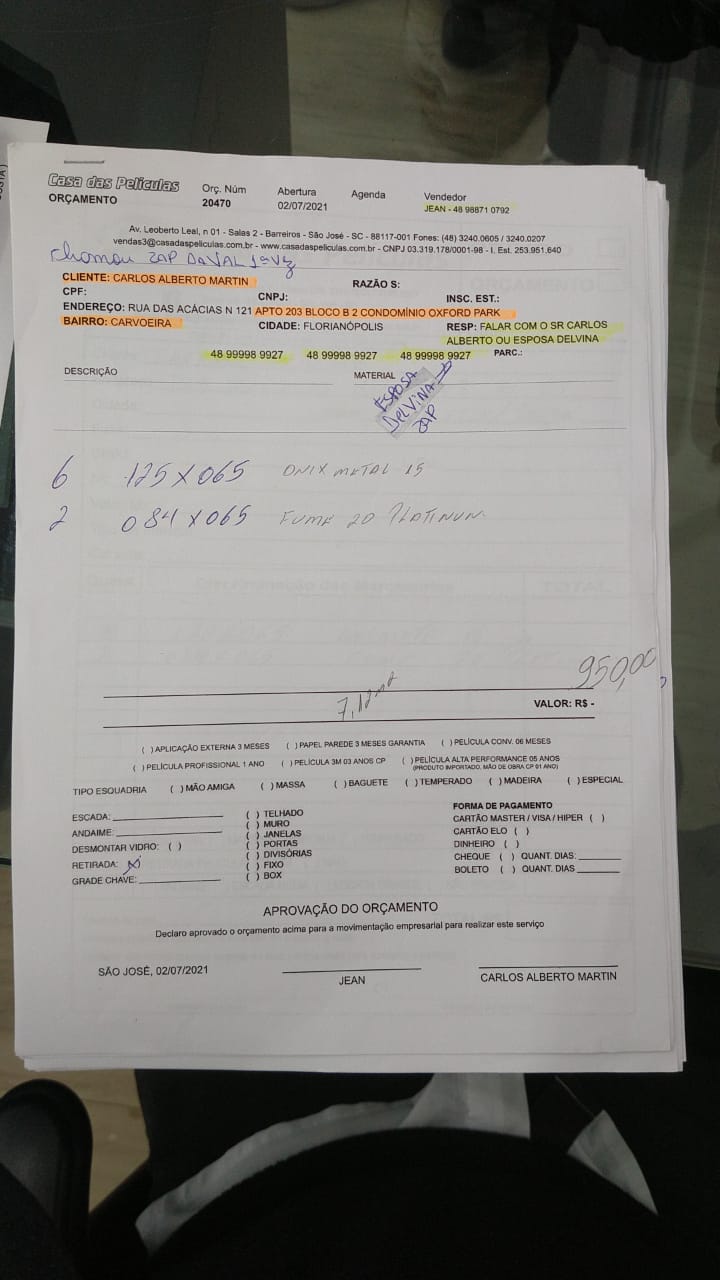 Casa das Películas
ORÇAMENTO
Orç. Núm
20470
Abertura
02/07/2021
Agenda
Vendedor
JEAN - 48 98871 0792
Av. Leoberto Leal, n 01 - Salas 2 - Barreiros - São José - SC - 88117-001 Fones: (48) 3240.0605 / 3240.0207
vendas3@casadaspeliculas.com.br - www.casadaspeliculas.com.br - CNPJ 03.319.178/0001-98 - I. Est. 253.951.640
chamou ZAP
CLIENTE: CARLOS ALBERTO MARTIN
RAZÃO S:
CPF:
CNPJ:
INSC. EST.:
ENDEREÇO: RUA DAS ACÁCIAS N 121 APTO 203 BLOCO B 2 CONDOMÍNIO OXFORD PARK
BAIRRO: CARVOEIRA
CIDADE: FLORIANÓPOLIS
RESP: FALAR COM O SR CARLOS
ALBERTO OU ESPOSA DELVINA
48 99998 9927 48 99998 9927 48 99998 9927
PARC.:
DESCRIÇÃO
MATERIAL
ESPOSA
DELVINA
ZAP
6 125 X 065 ONIX METAL 15
2 084 X 065 FUME 20 PLATINUM
950,00
7,12 m2
VALOR: R$ -
( ) APLICAÇÃO EXTERNA 3 MESES ( ) PAPEL PAREDE 3 MESES GARANTIA ( ) PELÍCULA CONV. 06 MESES
( ) PELÍCULA PROFISSIONAL 1 ANO ( ) PELÍCULA 3M 03 ANOS CP ( ) PELÍCULA ALTA PERFORMANCE 05 ANOS
(PRODUTO IMPORTADO, MÃO DE OBRA CP 01 ANO)
TIPO ESQUADRIA ( ) MÃO AMIGA ( ) MASSA ( ) BAGUETE ( ) TEMPERADO ( ) MADEIRA ( ) ESPECIAL
ESCADA:
ANDAIME:
DESMONTAR VIDRO: ( )
RETIRADA: X
GRADE CHAVE:
( ) TELHADO
( ) MURO
( ) JANELAS
( ) PORTAS
( ) DIVISÓRIAS
( ) FIXO
( ) BOX
FORMA DE PAGAMENTO
CARTÃO MASTER / VISA / HIPER ( )
CARTÃO ELO ( )
DINHEIRO ( )
CHEQUE ( ) QUANT. DIAS:
BOLETO ( ) QUANT. DIAS
APROVAÇÃO DO ORÇAMENTO
Declaro aprovado o orçamento acima para a movimentação empresarial para realizar este serviço
SÃO JOSÉ, 02/07/2021
JEAN
CARLOS ALBERTO MARTIN